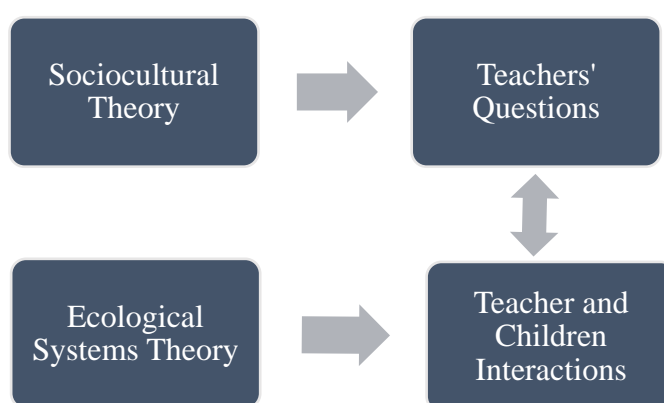 Sociocultural
Theory
Teachers'
Questions
Ecological
Systems Theory
Teacher and
Children
Interactions